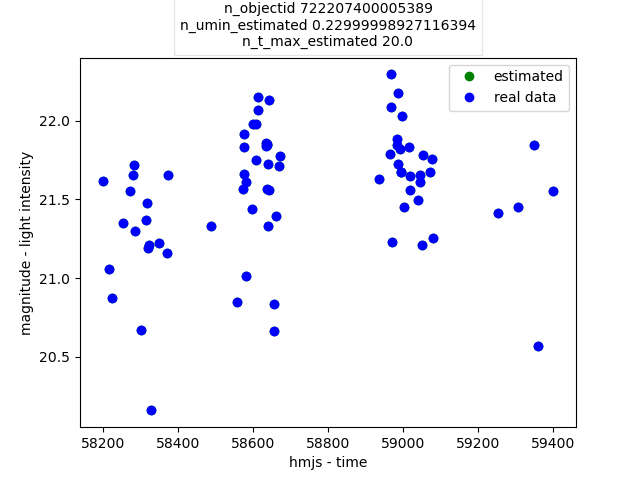 n_objectid 722207400005389
n_umin_estimated 0.22999998927116394
n_t_max_estimated 20.0
estimated
real data
magnitude - light intensity
22.0
21.5
21.0
20.5
58200 58400 58600 58800 59000 59200 59400
hmjs - time